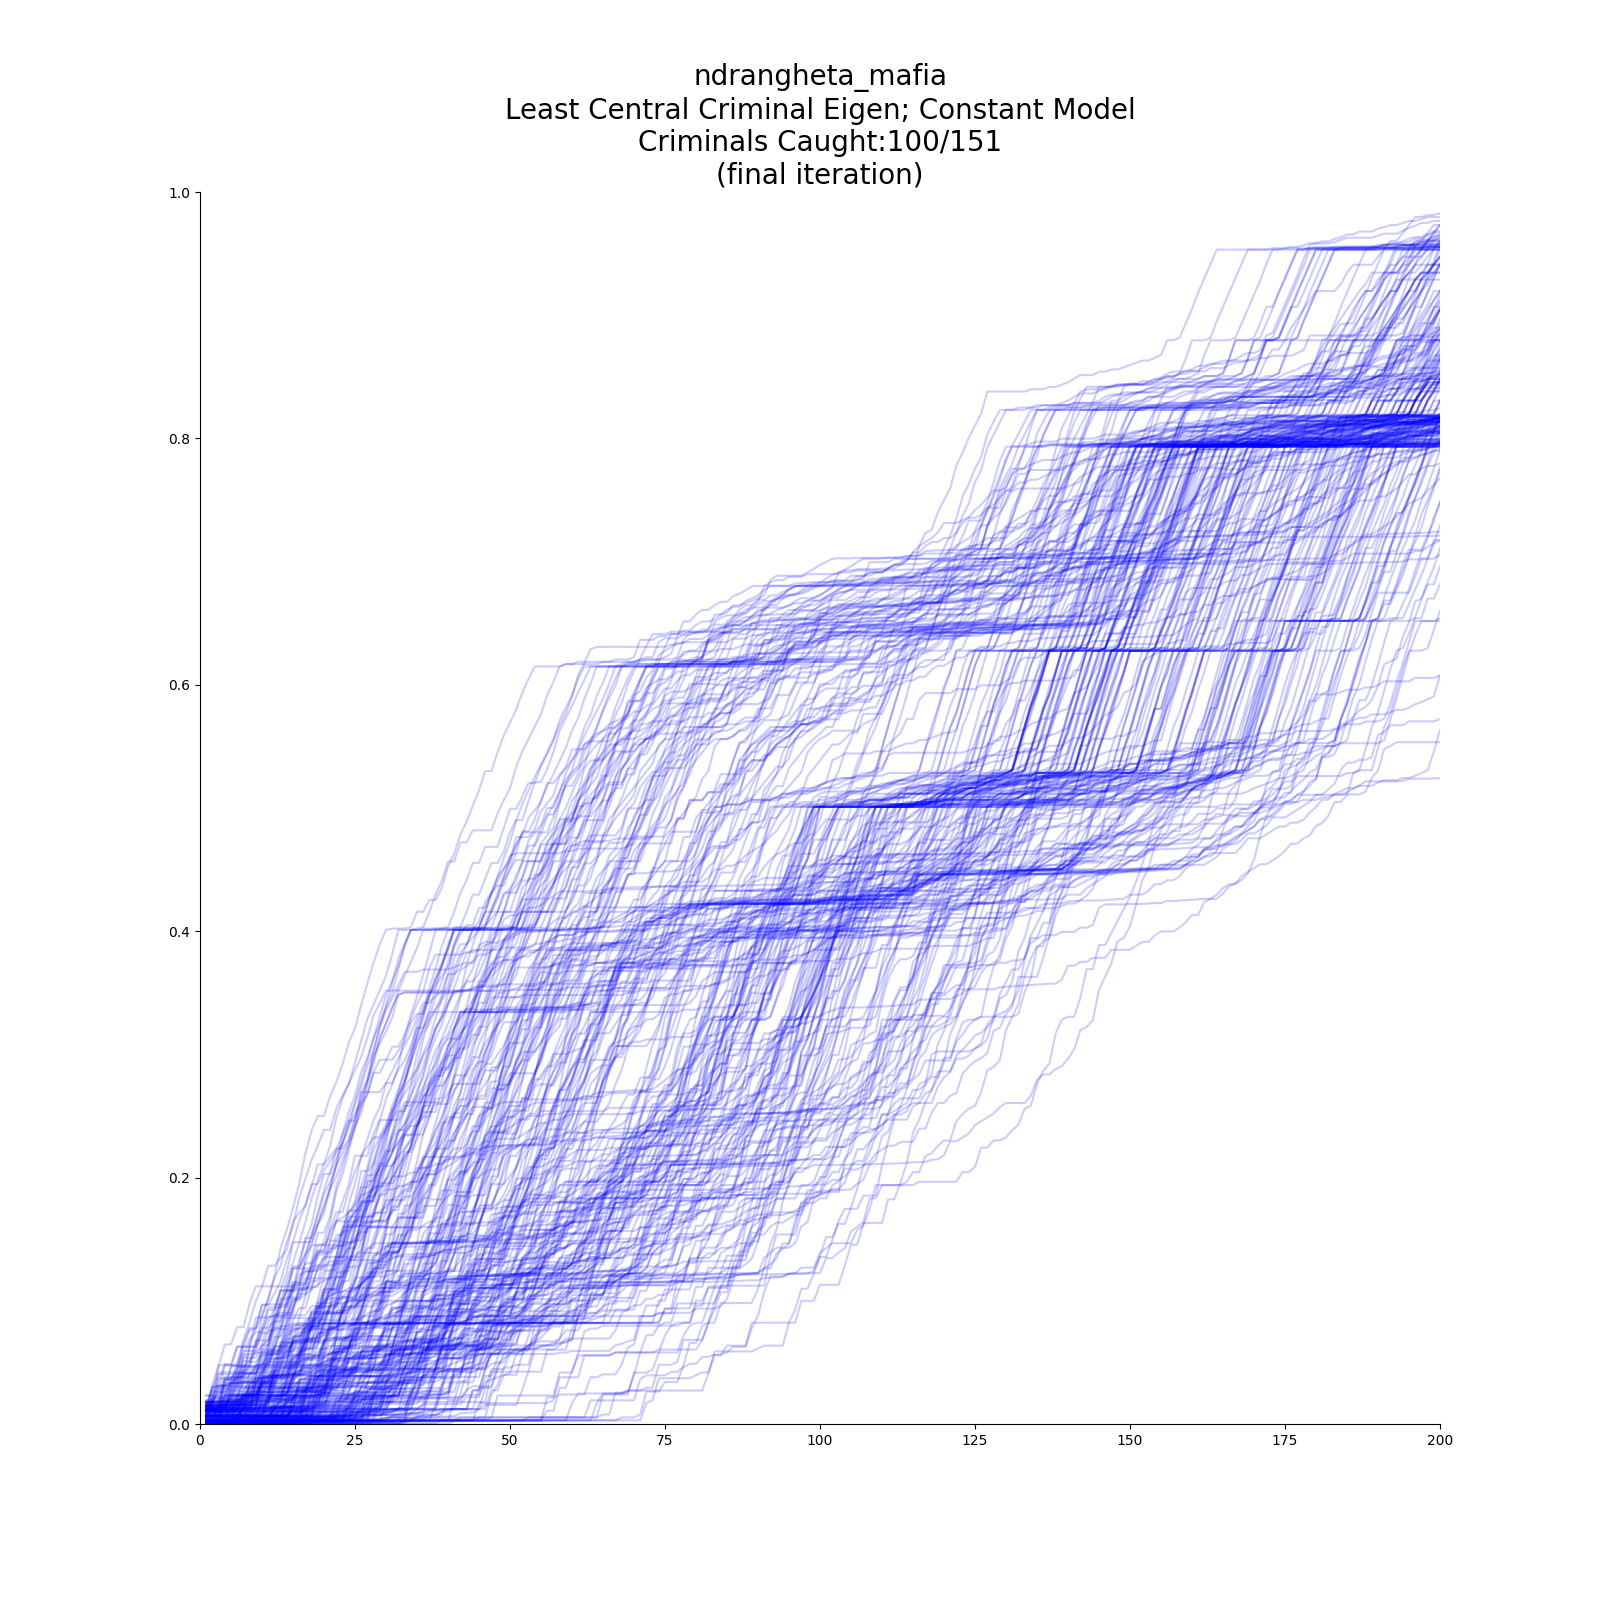 ndrangheta_mafia
Least Central Criminal Eigen; Constant Model
Criminals Caught:100/151
(final iteration)
1.0
0.8
0.6
0.4
0.2
0.0
0 25 50 75 100 125 150 175 200